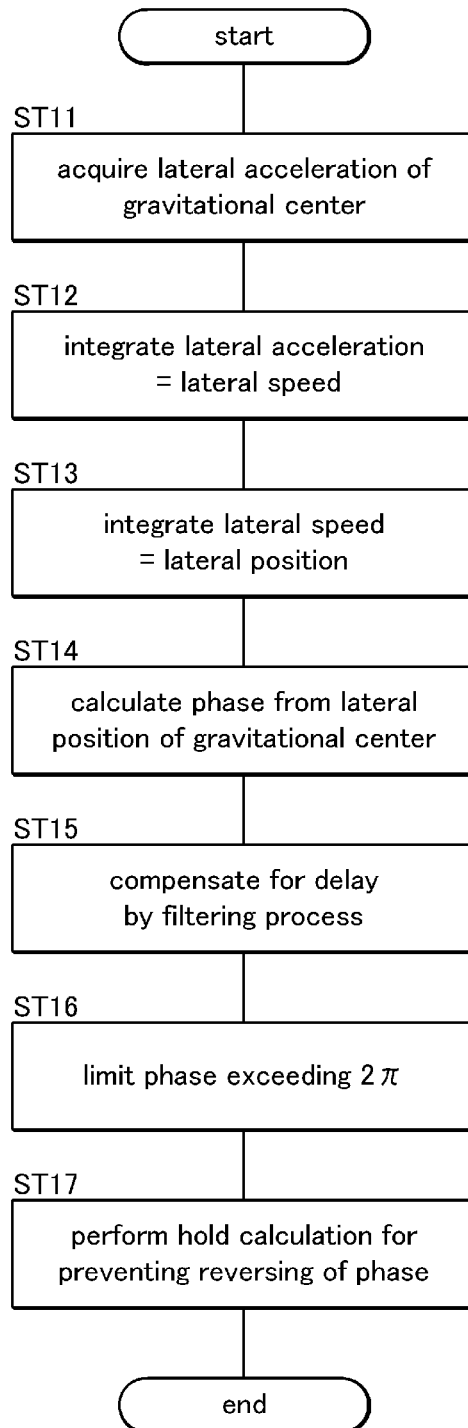 start
ST11
acquire lateral acceleration of
gravitational center
ST12
integrate lateral acceleration
= lateral speed
ST13
integrate lateral speed
= lateral position
ST14
calculate phase from lateral
position of gravitational center
ST15
compensate for delay
by filtering process
ST16
limit phase exceeding 2π
ST17
perform hold calculation for
preventing reversing of phase
end